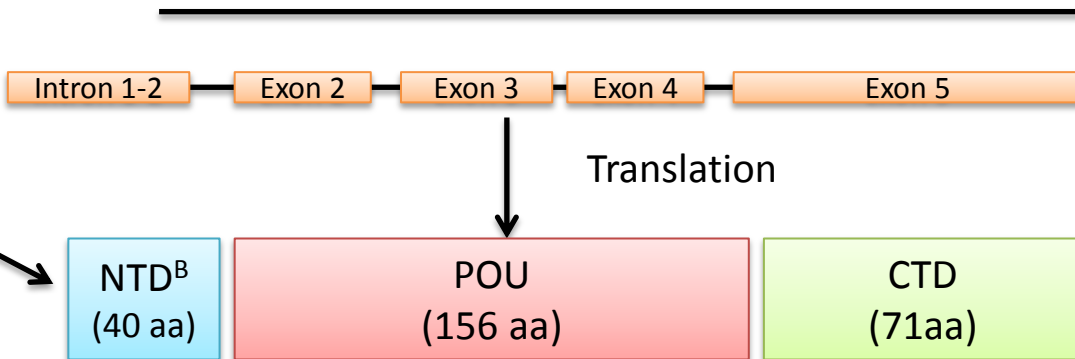 Intron 1-2 Exon 2 Exon 3 Exon 4 Exon 5
Translation
NTDᴮ POU CTD
(40 aa) (156 aa) (71aa)